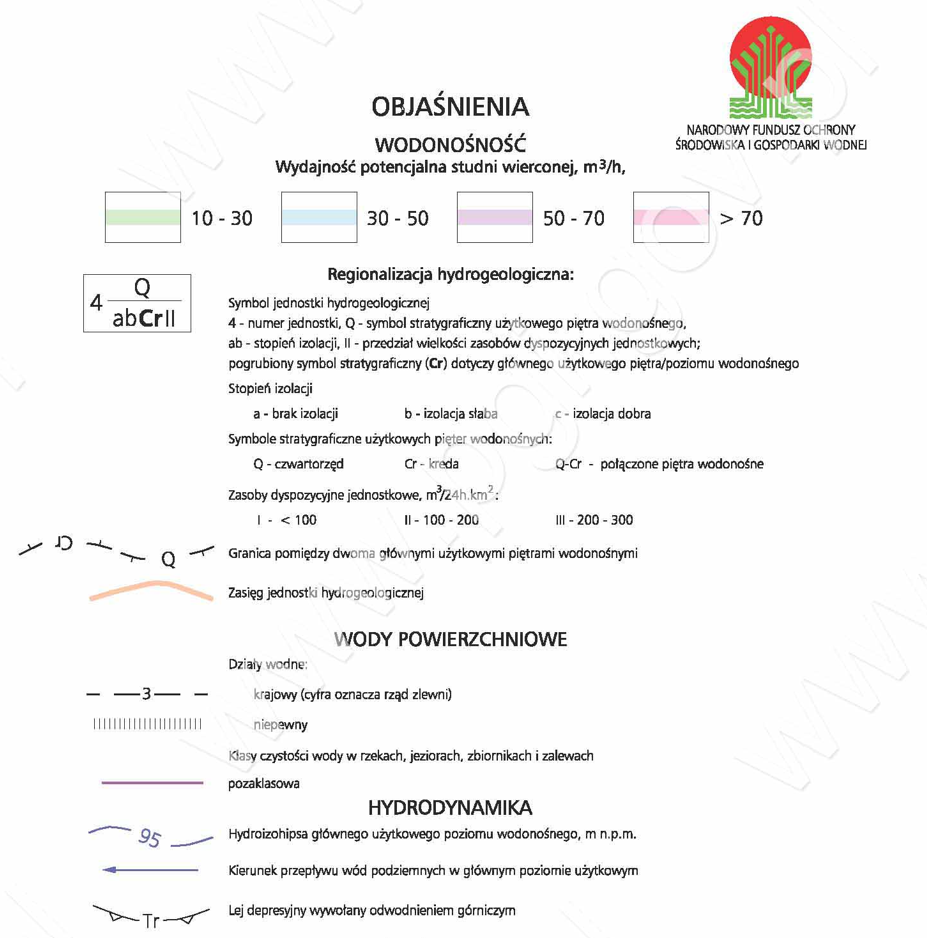 NARODOWY FUNDUSZ OCHRONY
ŚRODOWISKA I GOSPODARKI WODNEJ
OBJAŚNIENIA
WODONOŚNOŚĆ
Wydajność potencjalna studni wierconej, m3/h,
10 - 30 30 - 50 50 - 70 > 70
Regionalizacja hydrogeologiczna:
4 Q
abCrII
Symbol jednostki hydrogeologicznej
4 - numer jednostki, Q - symbol stratygraficzny użytkowego piętra wodonośnego,
ab - stopień izolacji, II - przedział wielkości zasobów dyspozycyjnych jednostkowych;
pogrubiony symbol stratygraficzny (Cr) dotyczy głównego użytkowego piętra/poziomu wodonośnego
Stopień izolacji
a - brak izolacji b - izolacja słaba c - izolacja dobra
Symbole stratygraficzne użytkowych pięter wodonośnych:
Q - czwartorzęd Cr - kreda Q-Cr - połączone piętra wodonośne
Zasoby dyspozycyjne jednostkowe, m³/24h.km²:
I - < 100 II - 100 - 200 III - 200 - 300
Cr Q Granica pomiędzy dwoma głównymi użytkowymi piętrami wodonośnymi
Zasięg jednostki hydrogeologicznej
WODY POWIERZCHNIOWE
Działy wodne:
3 krajowy (cyfra oznacza rząd zlewni)
niepewny
Klasy czystości wody w rzekach, jeziorach, zbiornikach i zalewach
pozaklasowa
HYDRODYNAMIKA
95 Hydroizohipsa głównego użytkowego poziomu wodonośnego, m n.p.m.
Kierunek przepływu wód podziemnych w głównym poziomie użytkowym
Tr Lej depresyjny wywołany odwodnieniem górniczym
www.pgi.gov.pl